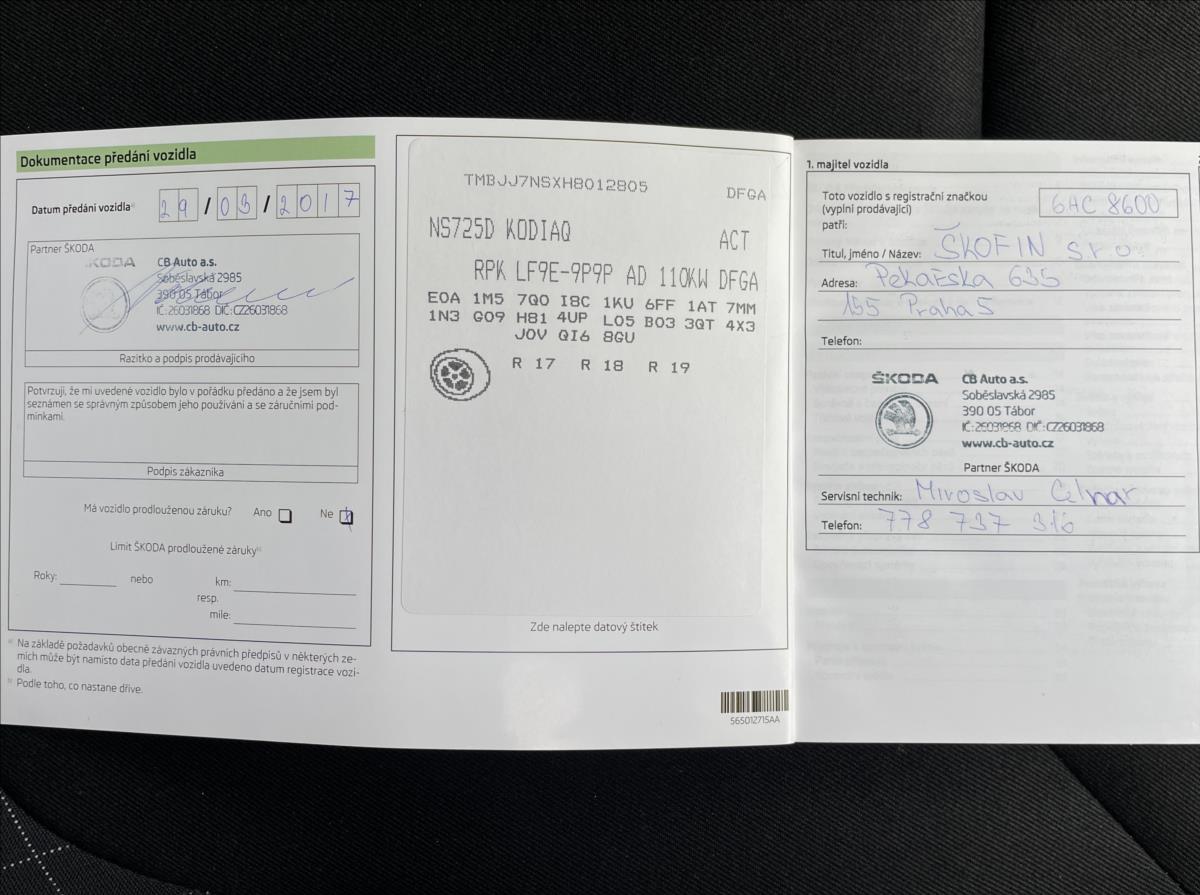 Dokumentace předání vozidla
Datum předání vozidla*) 29 / 03 / 2017
Partner ŠKODA
ŠKODA CB Auto a.s.
Soběslavská 2985
390 05 Tábor
IČ:26031868 DIČ:CZ26031868
www.cb-auto.cz
Razítko a podpis prodávajícího
Potvrzuji, že mi uvedené vozidlo bylo v pořádku předáno a že jsem byl
seznámen se správným způsobem jeho používání a se záručními pod-
mínkami.
Podpis zákazníka
Má vozidlo prodlouženou záruku? Ano Ne x
Limit ŠKODA prodloužené záruky
Roky: nebo km:
resp.
míle:
Na základě požadavků obecně závazných právních předpisů v některých ze-
mích může být namísto data předání vozidla uvedeno datum registrace vozi-
dla.
Podle toho, co nastane dříve.
TMBJJ7NSXH8012805 DFGA
NS725D KODIAQ ACT
RPK LF9E-9P9P AD 110KW DFGA
E0A 1M5 7Q0 I8C 1KU 6FF 1AT 7MM
1N3 G09 H81 4UP L05 B03 3QT 4X3
J0V QI6 8GU
R 17 R 18 R 19
Zde nalepte datový štítek
565012715AA
1. majitel vozidla
Toto vozidlo s registrační značkou
(vyplní prodávající) 6HC 8600
patří:
Titul, jméno / Název: ŠKOFIN s.r.o.
Adresa: Pekařská 635
155 Praha 5
Telefon:
ŠKODA CB Auto a.s.
Soběslavská 2985
390 05 Tábor
IČ:26031868 DIČ:CZ26031868
www.cb-auto.cz
Partner ŠKODA
Servisní technik: Miroslav
Telefon: 778 737 316